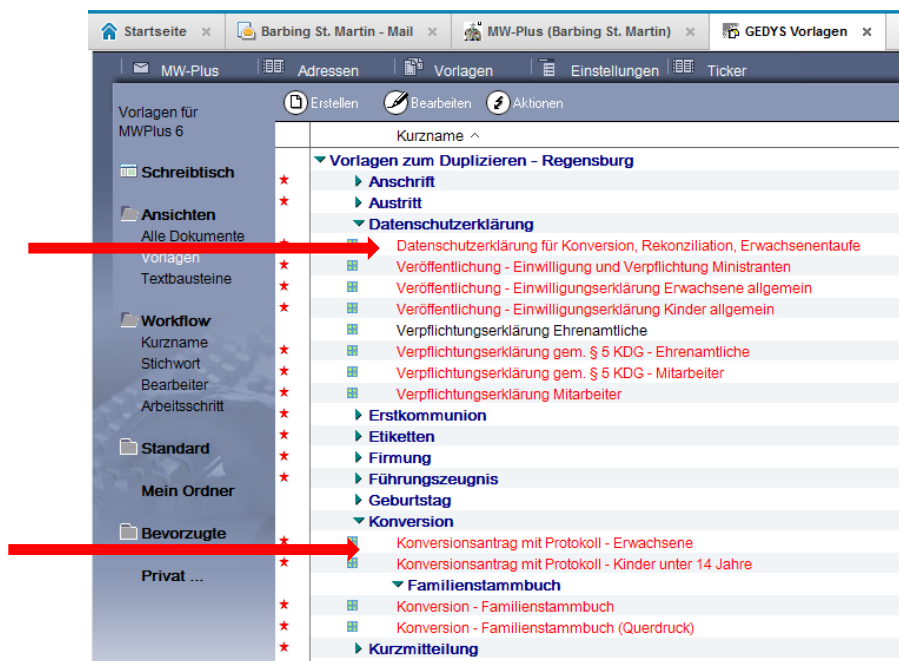 Startseite × Barbing St. Martin - Mail × MW-Plus (Barbing St. Martin) × GEDYS Vorlagen ×
MW-Plus Adressen Vorlagen Einstellungen Ticker
Vorlagen für
MWPlus 6
Schreibtisch
Ansichten
Alle Dokumente
Vorlagen
Textbausteine
Workflow
Kurzname
Stichwort
Bearbeiter
Arbeitsschritt
Standard
Mein Ordner
Bevorzugte
Privat ...
Erstellen Bearbeiten Aktionen
Kurzname
Vorlagen zum Duplizieren - Regensburg
Anschrift
Austritt
Datenschutzerklärung
Datenschutzerklärung für Konversion, Rekonziliation, Erwachsenentaufe
Veröffentlichung - Einwilligung und Verpflichtung Ministranten
Veröffentlichung - Einwilligungserklärung Erwachsene allgemein
Veröffentlichung - Einwilligungserklärung Kinder allgemein
Verpflichtungserklärung Ehrenamtliche
Verpflichtungserklärung gem. § 5 KDG - Ehrenamtliche
Verpflichtungserklärung gem. § 5 KDG - Mitarbeiter
Verpflichtungserklärung Mitarbeiter
Erstkommunion
Etiketten
Firmung
Führungszeugnis
Geburtstag
Konversion
Konversionsantrag mit Protokoll - Erwachsene
Konversionsantrag mit Protokoll - Kinder unter 14 Jahre
Familienstammbuch
Konversion - Familienstammbuch
Konversion - Familienstammbuch (Querdruck)
Kurzmitteilung